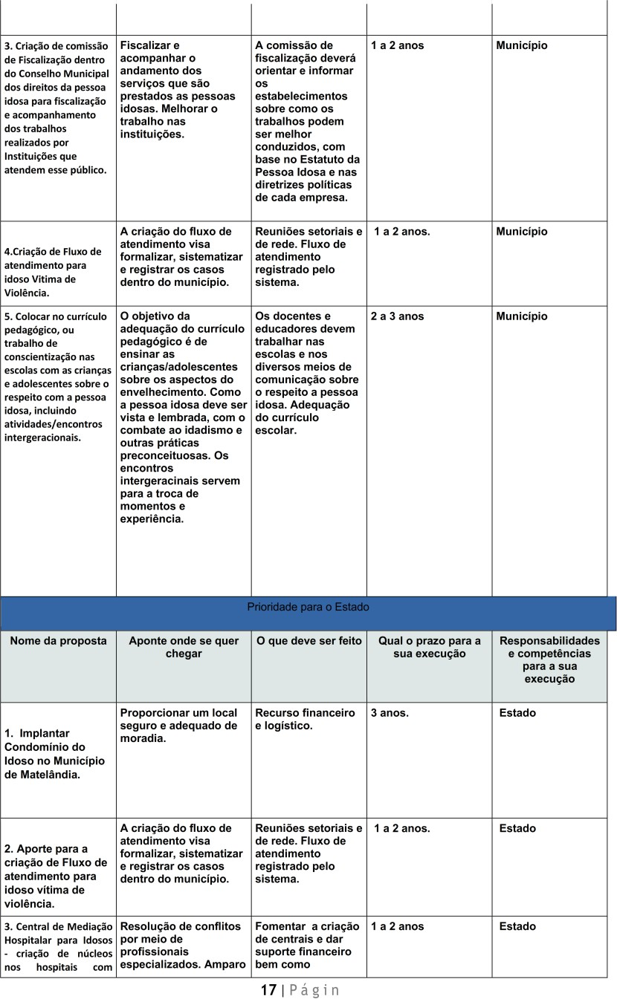 3. Criação de comissão
de Fiscalização dentro
do Conselho Municipal
dos direitos da pessoa
idosa para fiscalização
e acompanhamento
dos trabalhos
realizados por
Instituições que
atendem esse público.
Fiscalizar e
acompanhar o
andamento dos
serviços que são
prestados as pessoas
idosas. Melhorar o
trabalho nas
instituições.
A comissão de
fiscalização deverá
orientar e informar
os
estabelecimentos
sobre como os
trabalhos podem
ser melhor
conduzidos, com
base no Estatuto da
Pessoa Idosa e nas
diretrizes políticas
de cada empresa.
1 a 2 anos
Município
4.Criação de Fluxo de
atendimento para
idoso Vitima de
Violência.
A criação do fluxo de
atendimento visa
formalizar, sistematizar
e registrar os casos
dentro do município.
Reuniões setoriais e
de rede. Fluxo de
atendimento
registrado pelo
sistema.
1 a 2 anos.
Município
5. Colocar no currículo
pedagógico, ou
trabalho de
conscientização nas
escolas com as crianças
e adolescentes sobre o
respeito com a pessoa
idosa, incluindo
atividades/encontros
intergeracionais.
O objetivo da
adequação do currículo
pedagógico é de
ensinar as
crianças/adolescentes
sobre os aspectos do
envelhecimento. Como
a pessoa idosa deve ser
vista e lembrada, com o
combate ao idadismo e
outras práticas
preconceituosas. Os
encontros
intergeracinais servem
para a troca de
momentos e
experiência.
Os docentes e
educadores devem
trabalhar nas
escolas e nos
diversos meios de
comunicação sobre
o respeito a pessoa
idosa. Adequação
do currículo
escolar.
2 a 3 anos
Município
Prioridade para o Estado
Nome da proposta
Aponte onde se quer
chegar
O que deve ser feito
Qual o prazo para a
sua execução
Responsabilidades
e competências
para a sua
execução
1. Implantar
Condomínio do
Idoso no Município
de Matelândia.
Proporcionar um local
seguro e adequado de
moradia.
Recurso financeiro
e logístico.
3 anos.
Estado
2. Aporte para a
criação de Fluxo de
atendimento para
idoso vítima de
violência.
A criação do fluxo de
atendimento visa
formalizar, sistematizar
e registrar os casos
dentro do município.
Reuniões setoriais e
de rede. Fluxo de
atendimento
registrado pelo
sistema.
1 a 2 anos.
Estado
3. Central de Mediação
Hospitalar para Idosos
- criação de núcleos
nos hospitais com
Resolução de conflitos
por meio de
profissionais
especializados. Amparo
Fomentar a criação
de centrais e dar
suporte financeiro
bem como
1 a 2 anos
Estado
17 | Págin